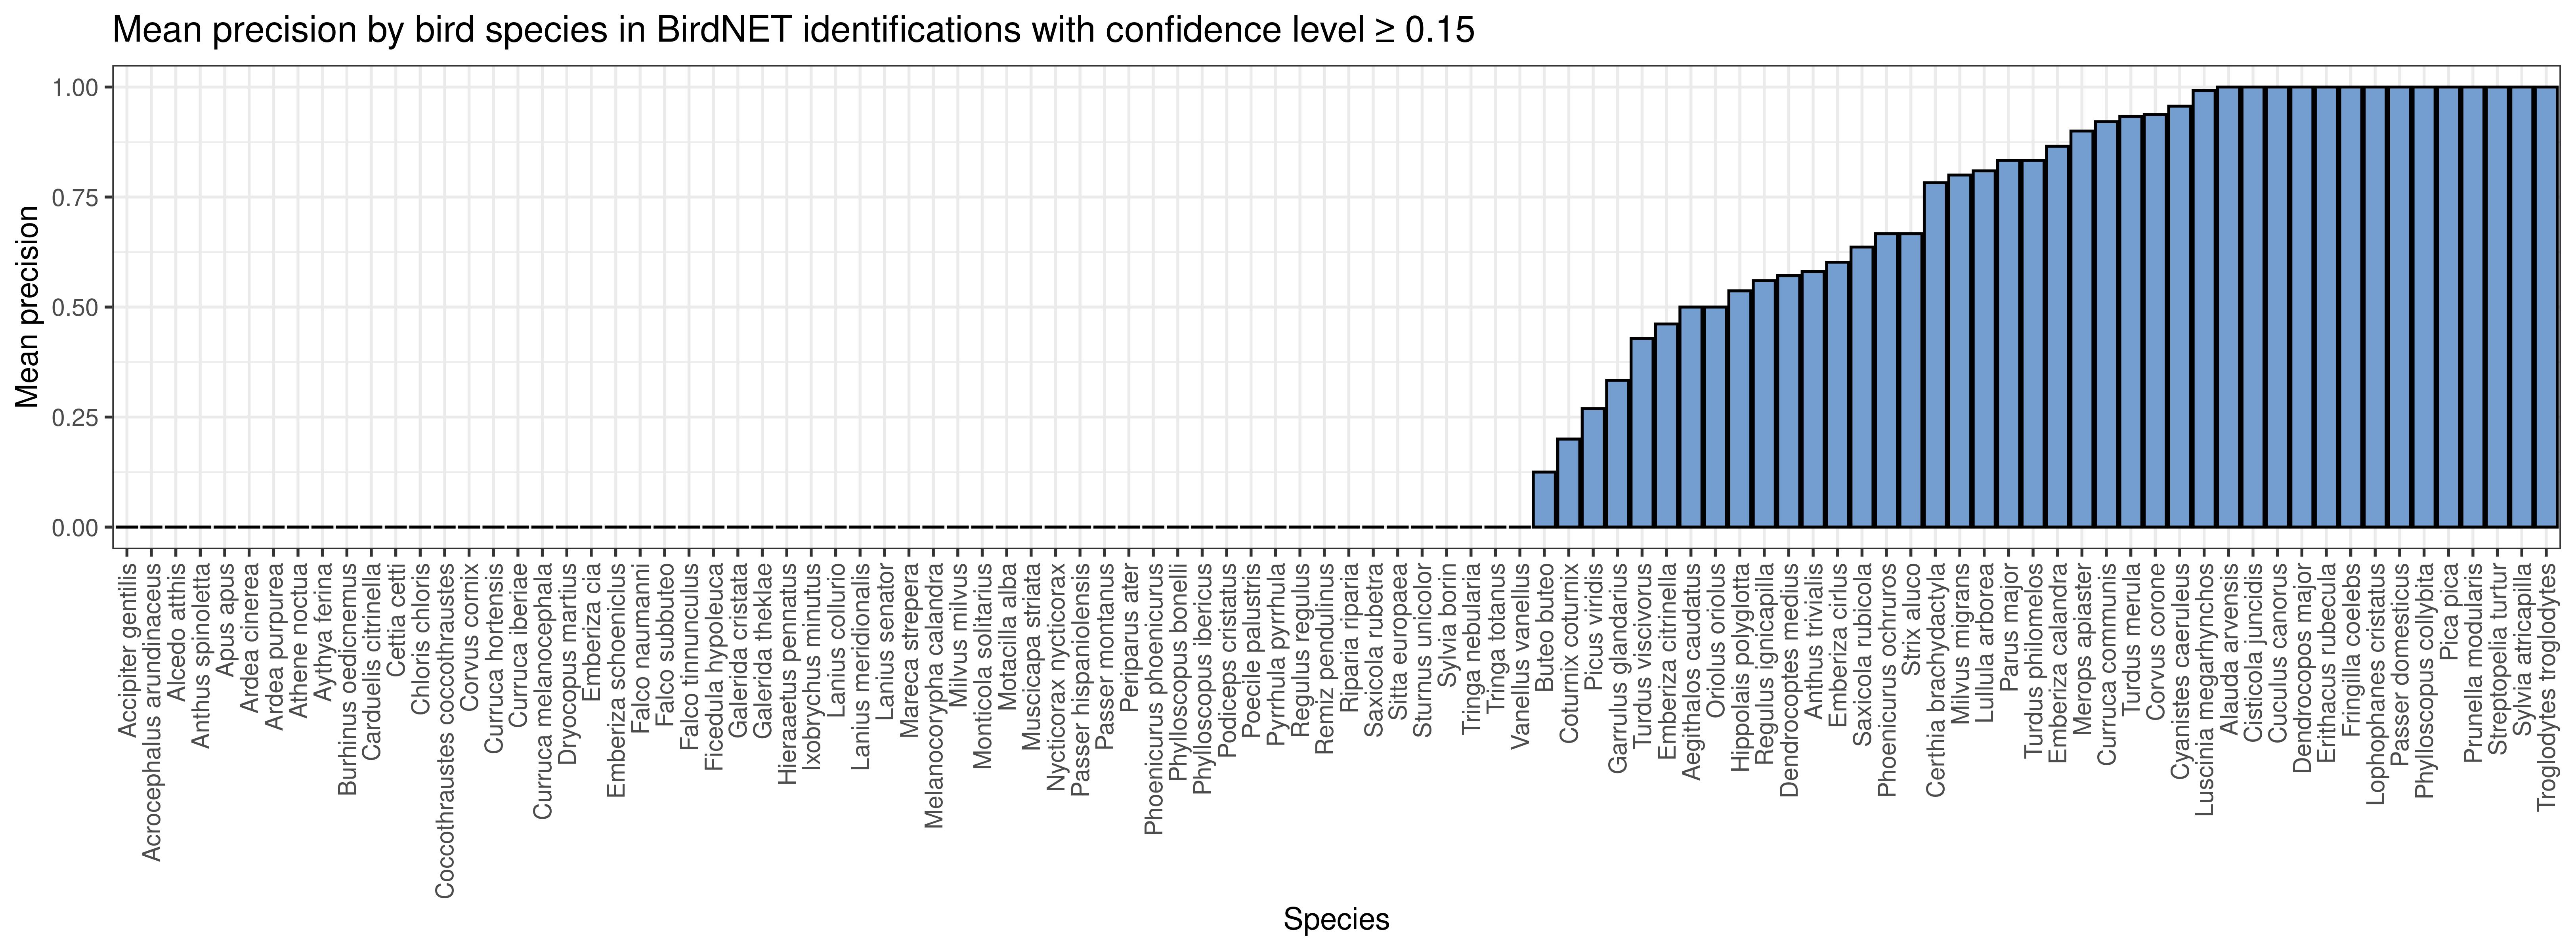 Mean precision by bird species in BirdNET identifications with confidence level ≥ 0.15
Mean precision
1.00
0.75
0.50
0.25
0.00
Accipiter gentilis
Acrocephalus arundinaceus
Alcedo atthis
Anthus spinoletta
Apus apus
Ardea cinerea
Ardea purpurea
Athene noctua
Aythya ferina
Burhinus oedicnemus
Carduelis citrinella
Cettia cetti
Chloris chloris
Coccothraustes coccothraustes
Corvus cornix
Curruca hortensis
Curruca iberiae
Curruca melanocephala
Dryocopus martius
Emberiza cia
Emberiza schoeniclus
Falco naumanni
Falco subbuteo
Falco tinnunculus
Ficedula hypoleuca
Galerida cristata
Galerida theklae
Hieraaetus pennatus
Ixobrychus minutus
Lanius collurio
Lanius meridionalis
Lanius senator
Mareca strepera
Melanocorypha calandra
Milvus milvus
Monticola solitarius
Motacilla alba
Muscicapa striata
Nycticorax nycticorax
Passer hispaniolensis
Passer montanus
Periparus ater
Phoenicurus phoenicurus
Phylloscopus bonelli
Phylloscopus ibericus
Podiceps cristatus
Poecile palustris
Pyrrhula pyrrhula
Regulus regulus
Remiz pendulinus
Riparia riparia
Saxicola rubetra
Sitta europaea
Sturnus unicolor
Sylvia borin
Tringa nebularia
Tringa totanus
Vanellus vanellus
Buteo buteo
Coturnix coturnix
Picus viridis
Garrulus glandarius
Turdus viscivorus
Emberiza citrinella
Aegithalos caudatus
Oriolus oriolus
Hippolais polyglotta
Regulus ignicapilla
Dendrocoptes medius
Anthus trivialis
Emberiza cirlus
Saxicola rubicola
Phoenicurus ochruros
Strix aluco
Certhia brachydactyla
Milvus migrans
Lullula arborea
Parus major
Turdus philomelos
Emberiza calandra
Merops apiaster
Curruca communis
Turdus merula
Corvus corone
Cyanistes caeruleus
Luscinia megarhynchos
Alauda arvensis
Cisticola juncidis
Cuculus canorus
Dendrocopos major
Erithacus rubecula
Fringilla coelebs
Lophophanes cristatus
Passer domesticus
Phylloscopus collybita
Pica pica
Prunella modularis
Streptopelia turtur
Sylvia atricapilla
Troglodytes troglodytes
Species